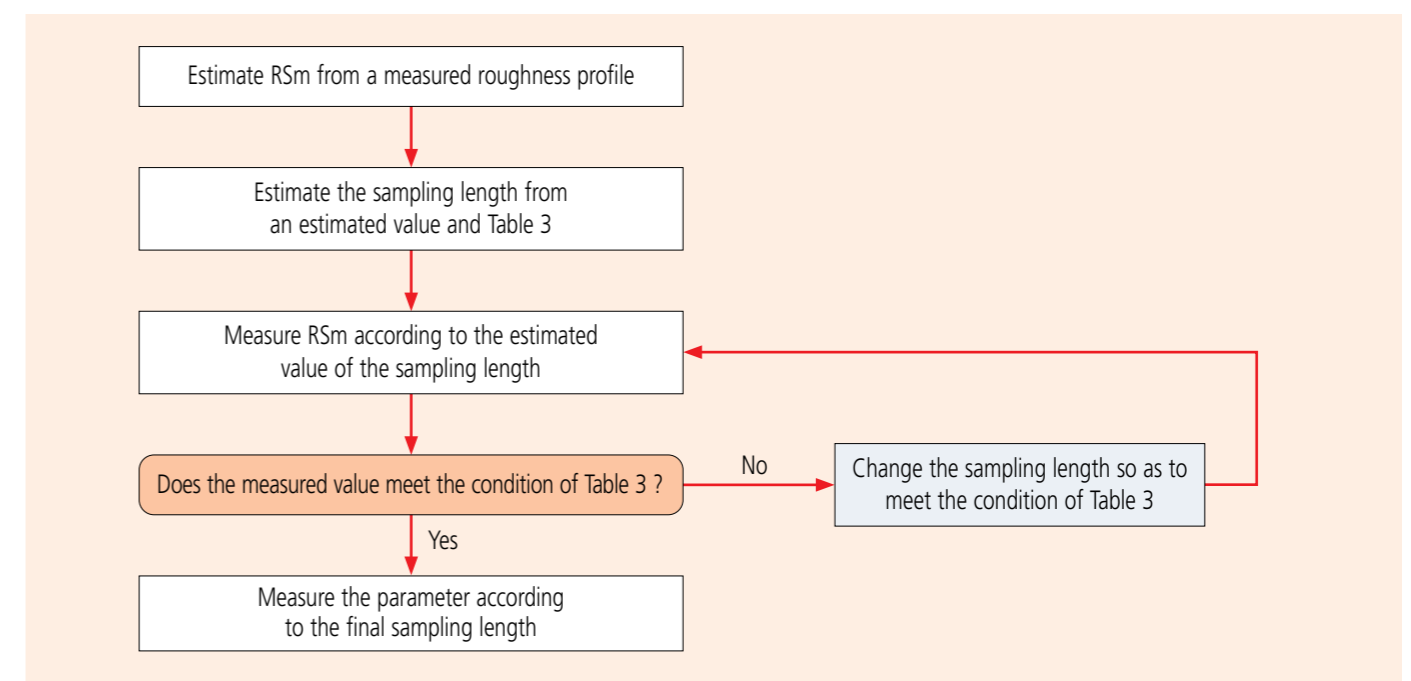 Estimate RSm from a measured roughness profile
Estimate the sampling length from
an estimated value and Table 3
Measure RSm according to the estimated
value of the sampling length
Does the measured value meet the condition of Table 3 ?
No
Change the sampling length so as to
meet the condition of Table 3
Yes
Measure the parameter according
to the final sampling length